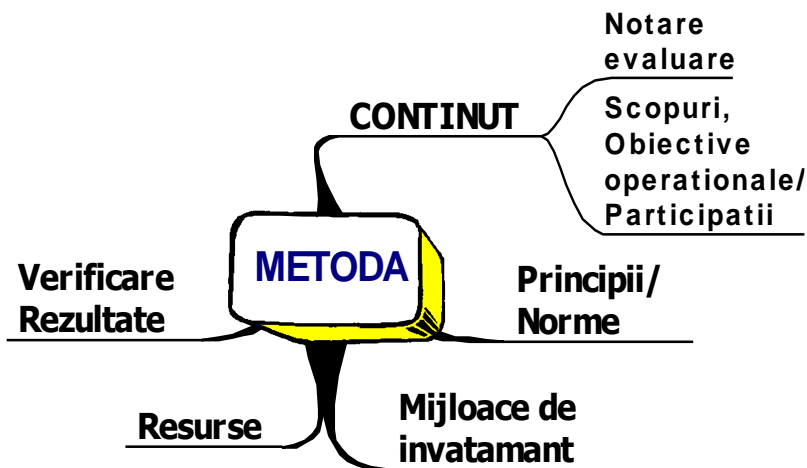 Notare
evaluare
CONTINUT
Scopuri,
Obiective
operationale/
Participatii
METODA
Verificare
Rezultate
Principii/
Norme
Resurse
Mijloace de
invatamant